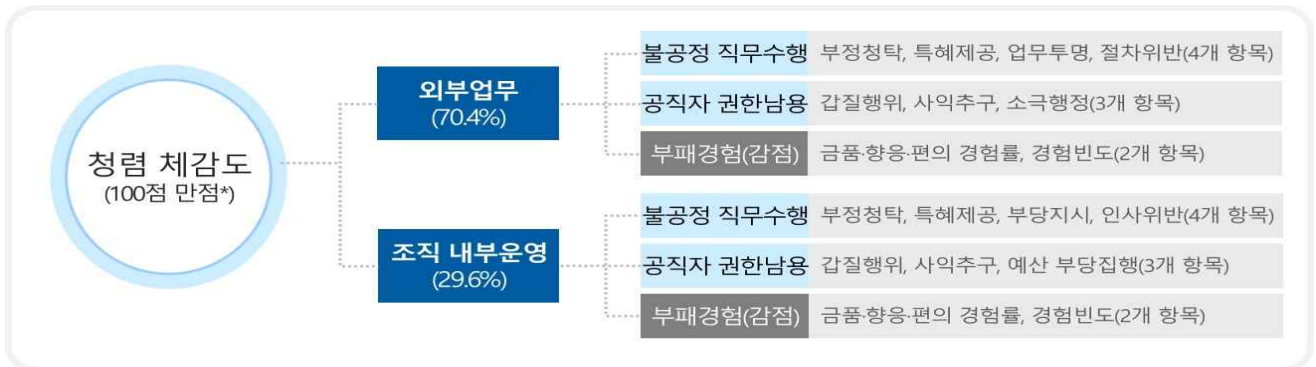 청렴 체감도
(100점 만점*)
외부업무
(70.4%)
불공정 직무수행 부정청탁, 특혜제공, 업무투명, 절차위반(4개 항목)
공직자 권한남용 갑질행위, 사익추구, 소극행정(3개 항목)
부패경험(감점) 금품·향응·편의 경험률, 경험빈도(2개 항목)
조직 내부운영
(29.6%)
불공정 직무수행 부정청탁, 특혜제공, 부당지시, 인사위반(4개 항목)
공직자 권한남용 갑질행위, 사익추구, 예산 부당집행(3개 항목)
부패경험(감점) 금품·향응·편의 경험률, 경험빈도(2개 항목)